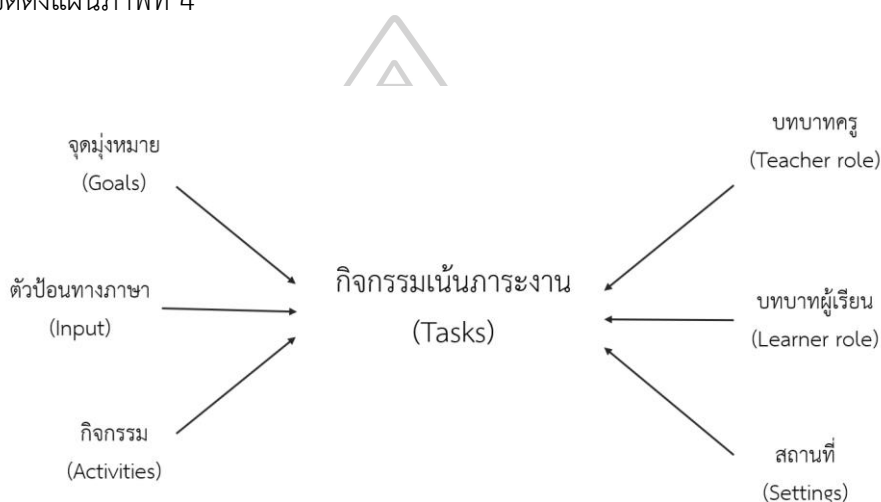 จุดมุ่งหมาย
(Goals)
ตัวป้อนทางภาษา
(Input)
กิจกรรม
(Activities)
กิจกรรมเน้นภาระงาน
(Tasks)
บทบาทครู
(Teacher role)
บทบาทผู้เรียน
(Learner role)
สถานที่
(Settings)